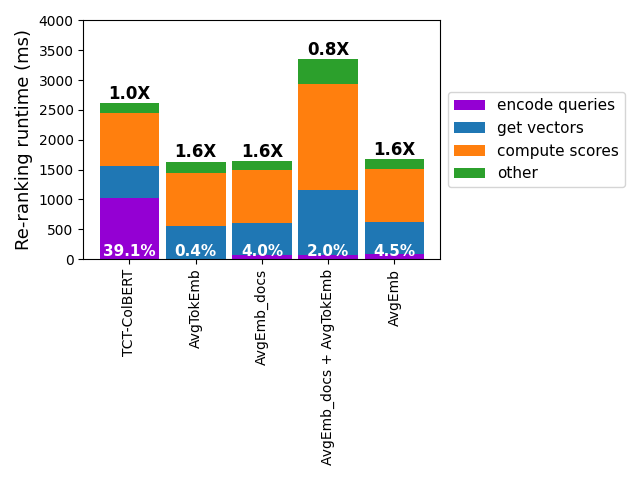 Re-ranking runtime (ms)
4000
3500
3000
2500
2000
1500
1000
500
0
1.0X
1.6X
1.6X
0.8X
1.6X
39.1%
0.4%
4.0%
2.0%
4.5%
TCT-ColBERT
AvgTokEmb
AvgEmb_docs
AvgEmb_docs + AvgTokEmb
AvgEmb
encode queries
get vectors
compute scores
other